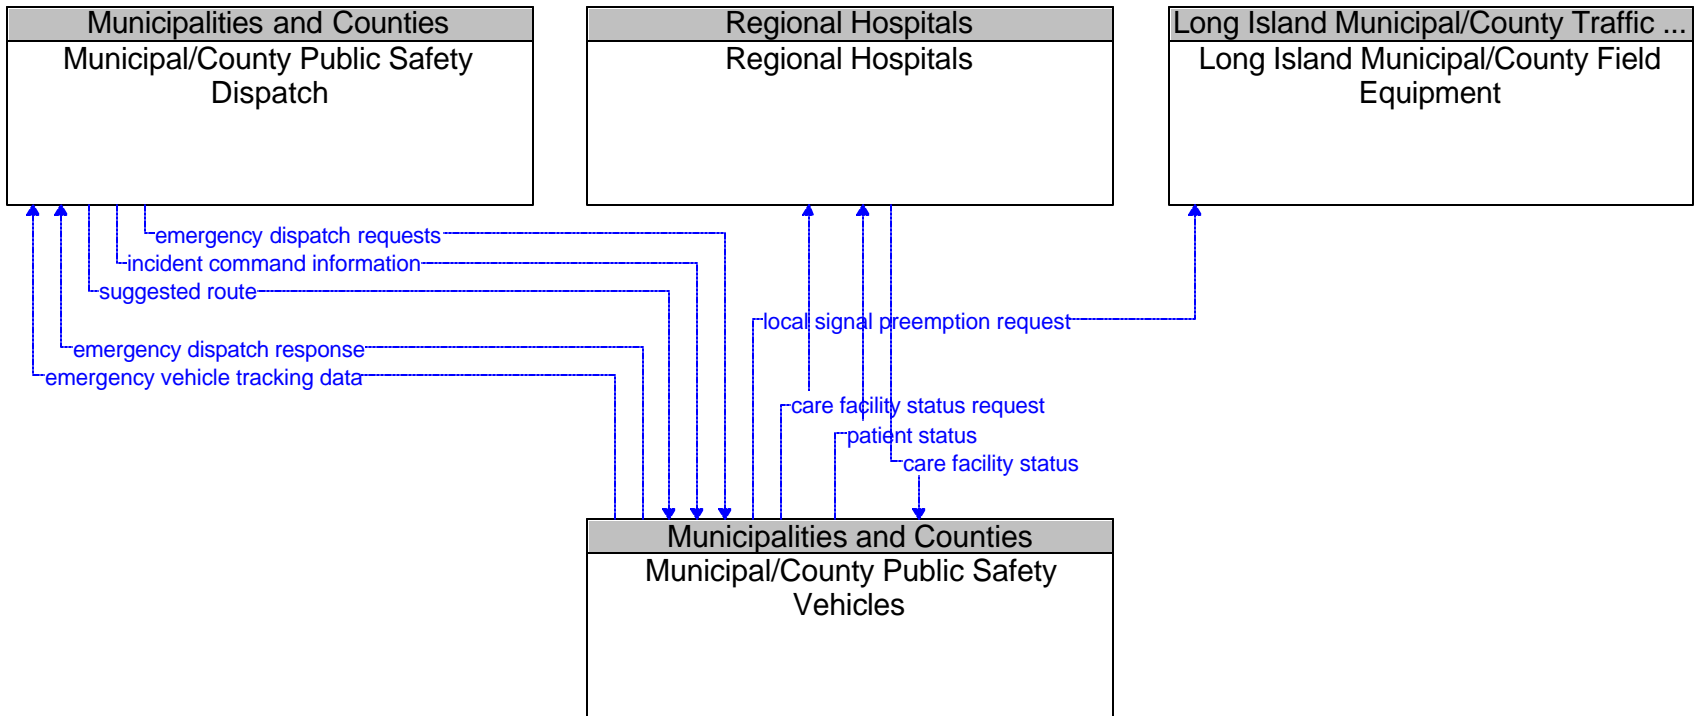 Municipalities and Counties
Municipal/County Public Safety
Dispatch
Regional Hospitals
Regional Hospitals
Long Island Municipal/County Traffic ...
Long Island Municipal/County Field
Equipment
emergency dispatch requests
incident command information
suggested route
local signal preemption request
emergency dispatch response
emergency vehicle tracking data
care facility status request
patient status
care facility status
Municipalities and Counties
Municipal/County Public Safety
Vehicles